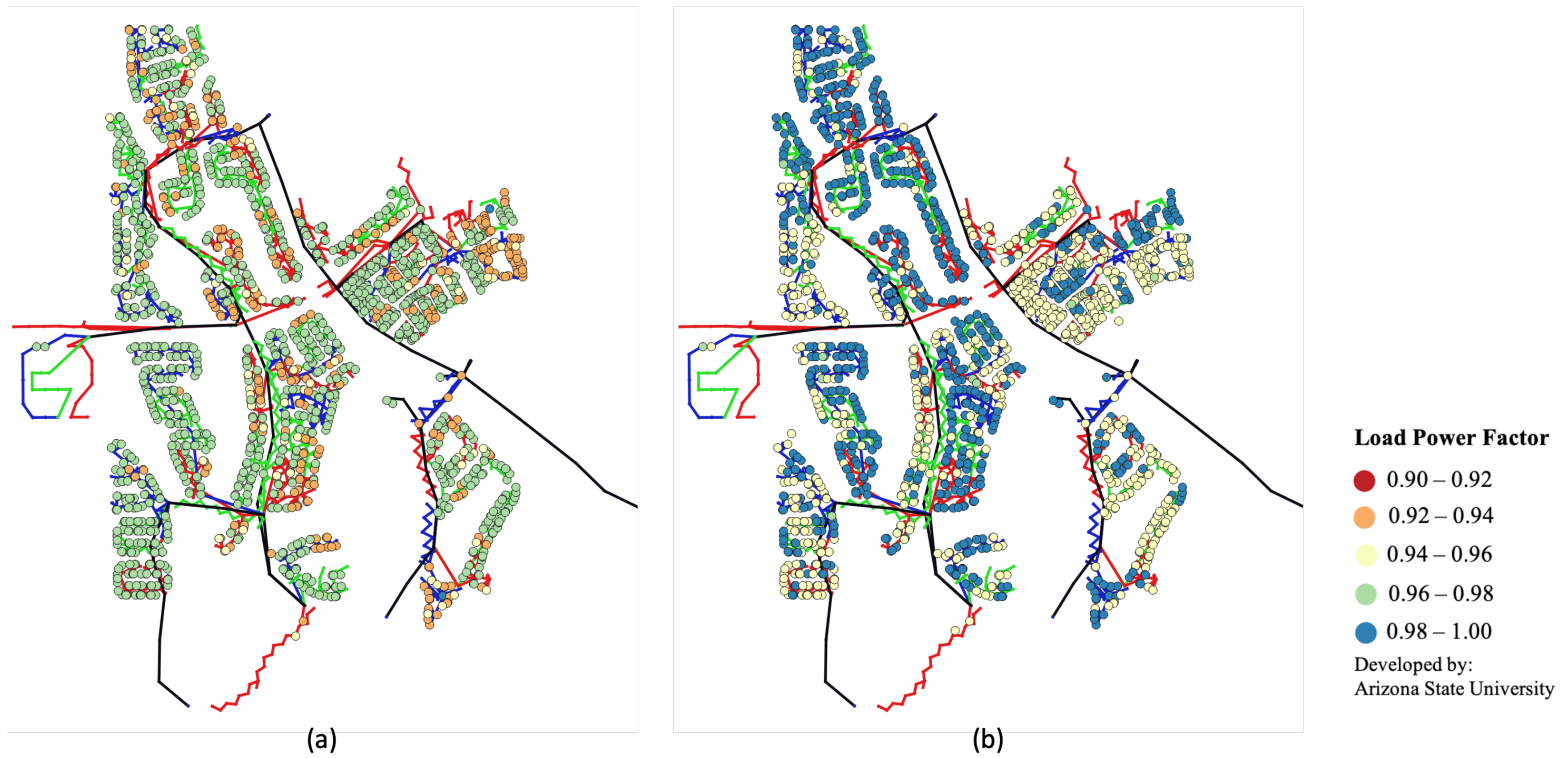 Load Power Factor
0.90 – 0.92
0.92 – 0.94
0.94 – 0.96
0.96 – 0.98
0.98 – 1.00
Developed by:
Arizona State University
(a)
(b)